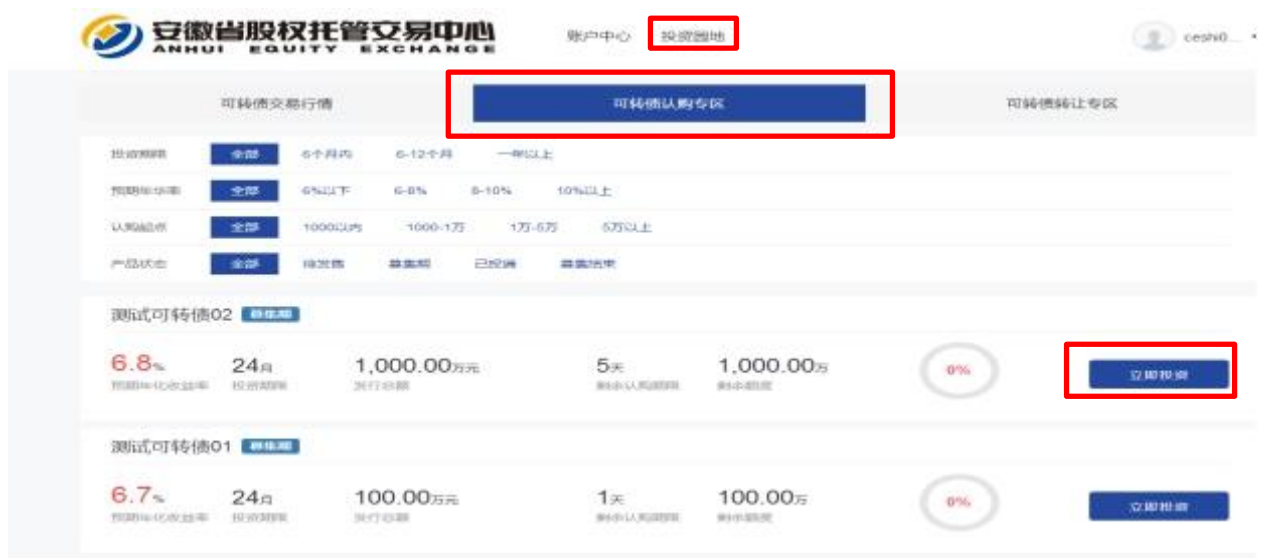 安徽省股权托管交易中心
ANHUI EQUITY EXCHANGE
账户中心 投资园地 ceshi0...
可转债交易行情 可转债认购专区 可转债转让专区
投资期限 全部 6个月内 6-12个月 一年以上
预期年华率 全部 6%以下 6-8% 8-10% 10%以上
认购起点 全部 1000以内 1000-1万 1万-5万 5万以上
产品状态 全部 待发售 募集期 已投满 募集结束
测试可转债02 募集期
6.8% 24月 1,000.00万元 5天 1,000.00万 0% 立即投资
预期年化收益率 投资期限 发行总额 剩余认购期限 剩余额度
测试可转债01 募集期
6.7% 24月 100.00万元 1天 100.00万 0% 立即投资
预期年化收益率 投资期限 发行总额 剩余认购期限 剩余额度